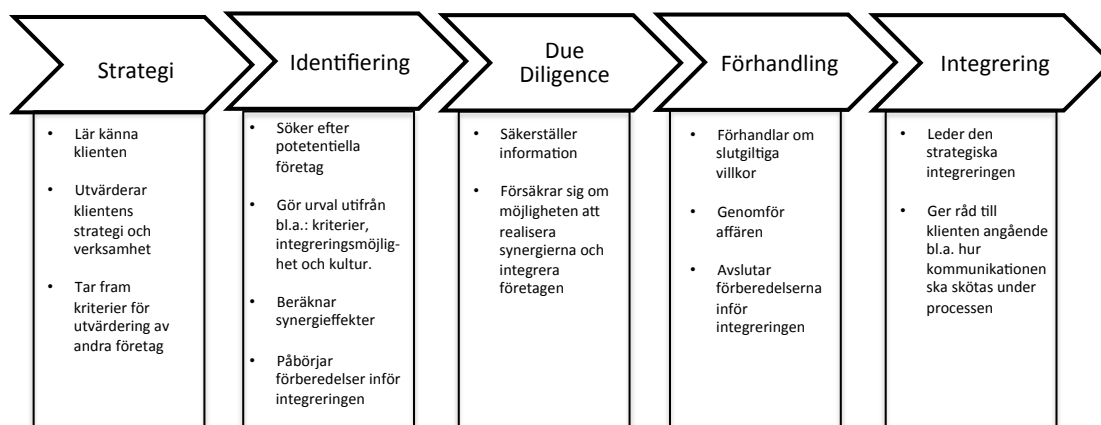 Strategi
Lär känna
klienten
Utvärderar
klientens
strategi och
verksamhet
Tar fram
kriterier för
utvärdering av
andra företag
Identifiering
Söker efter
potetentiella
företag
Gör urval utifrån
bl.a.: kriterier,
integreringsmöjlig-
het och kultur.
Beräknar
synergieffekter
Påbörjar
förberedelser inför
integreringen
Due
Diligence
Säkerställer
information
Försäkrar sig om
möjligheten att
realisera
synergierna och
integrera
företagen
Förhandling
Förhandlar om
slutgiltiga
villkor
Genomför
affären
Avslutar
förberedelserna
inför
integreringen
Integrering
Leder den
strategiska
integreringen
Ger råd till
klienten angående
bl.a. hur
kommunikationen
ska skötas under
processen